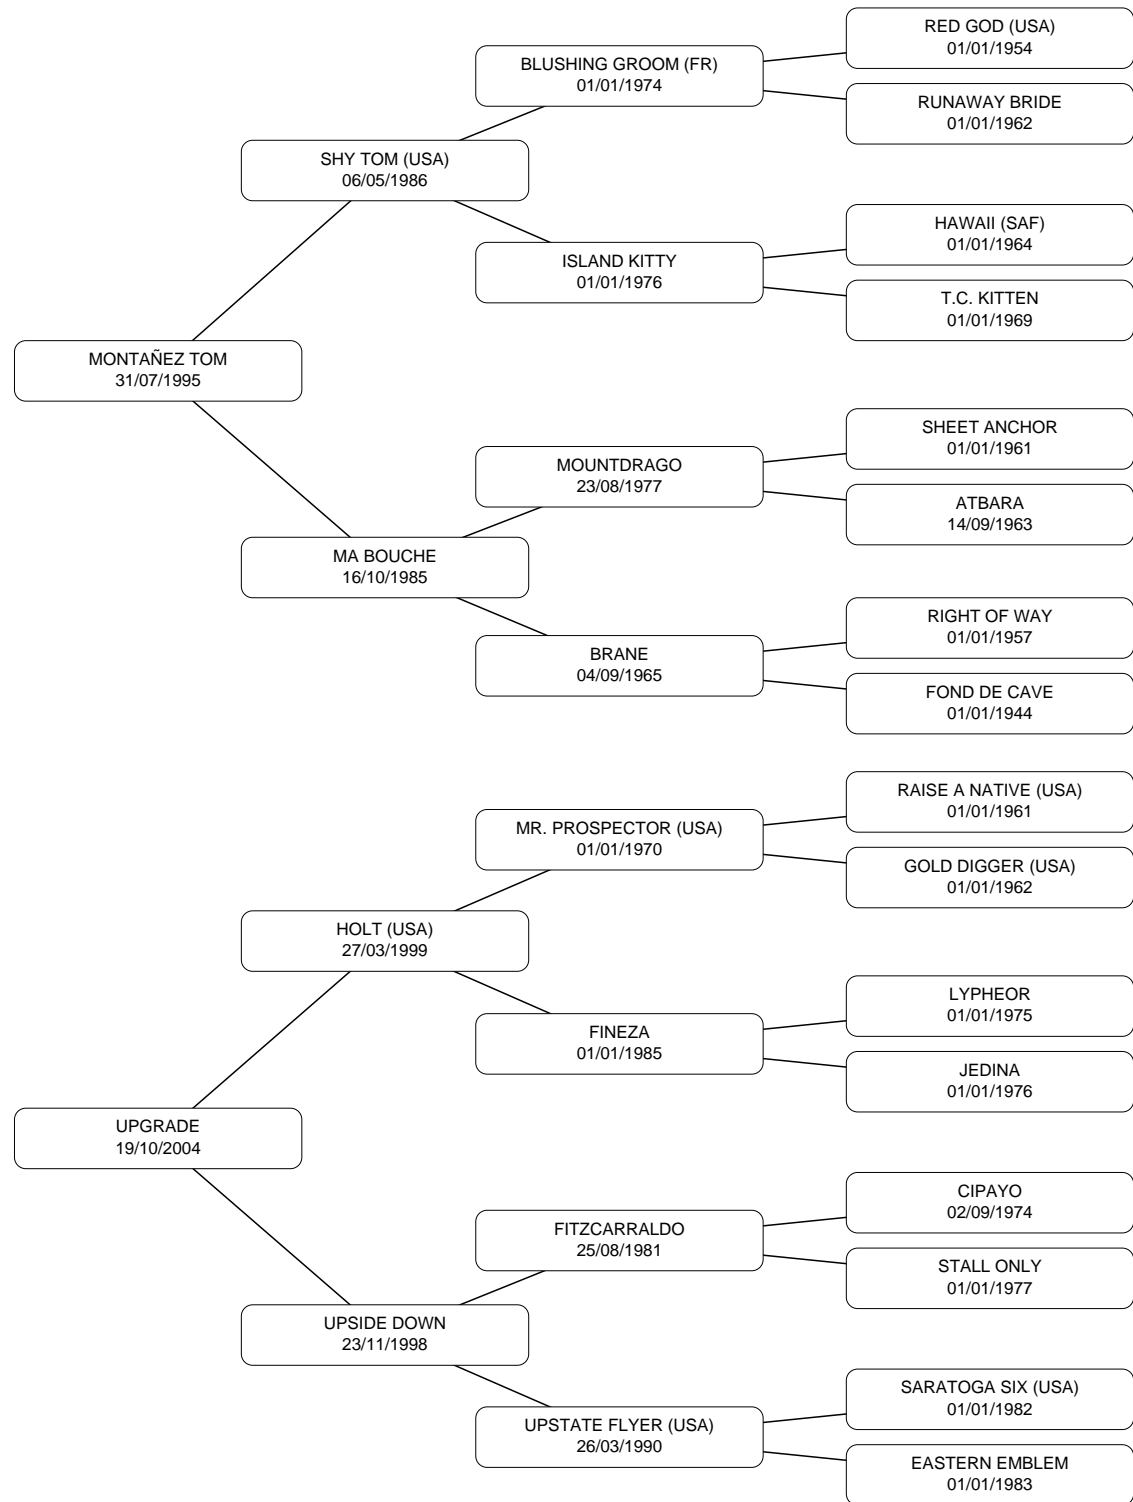 RED GOD (USA)
01/01/1954
BLUSHING GROOM (FR)
01/01/1974
RUNAWAY BRIDE
01/01/1962
SHY TOM (USA)
06/05/1986
HAWAII (SAF)
01/01/1964
ISLAND KITTY
01/01/1976
T.C. KITTEN
01/01/1969
MONTAÑEZ TOM
31/07/1995
SHEET ANCHOR
01/01/1961
MOUNTDRAGO
23/08/1977
ATBARA
14/09/1963
MA BOUCHE
16/10/1985
RIGHT OF WAY
01/01/1957
BRANE
04/09/1965
FOND DE CAVE
01/01/1944
RAISE A NATIVE (USA)
01/01/1961
MR. PROSPECTOR (USA)
01/01/1970
GOLD DIGGER (USA)
01/01/1962
HOLT (USA)
27/03/1999
LYPHEOR
01/01/1975
FINEZA
01/01/1985
JEDINA
01/01/1976
UPGRADE
19/10/2004
CIPAYO
02/09/1974
FITZCARRALDO
25/08/1981
STALL ONLY
01/01/1977
UPSIDE DOWN
23/11/1998
SARATOGA SIX (USA)
01/01/1982
UPSTATE FLYER (USA)
26/03/1990
EASTERN EMBLEM
01/01/1983